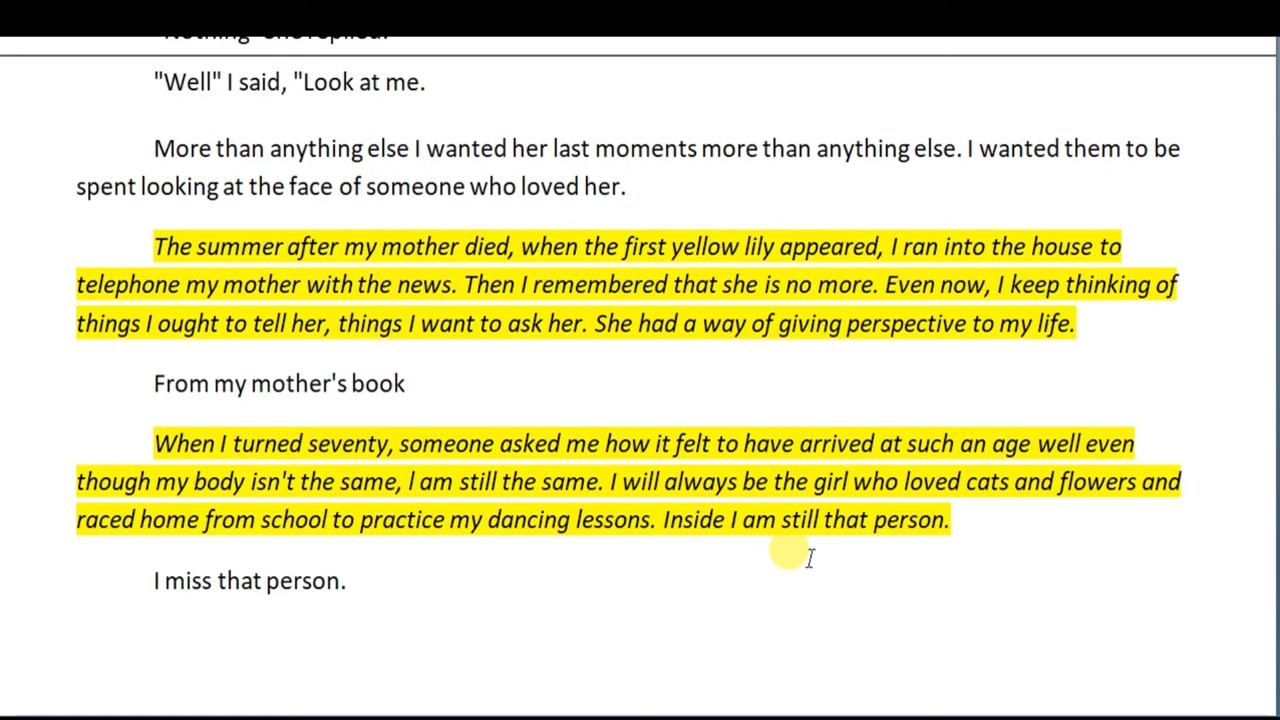 "Well" I said, "Look at me.
More than anything else I wanted her last moments more than anything else. I wanted them to be
spent looking at the face of someone who loved her.
The summer after my mother died, when the first yellow lily appeared, I ran into the house to
telephone my mother with the news. Then I remembered that she is no more. Even now, I keep thinking of
things I ought to tell her, things I want to ask her. She had a way of giving perspective to my life.
From my mother's book
When I turned seventy, someone asked me how it felt to have arrived at such an age well even
though my body isn't the same, l am still the same. I will always be the girl who loved cats and flowers and
raced home from school to practice my dancing lessons. Inside I am still that person.
I miss that person.